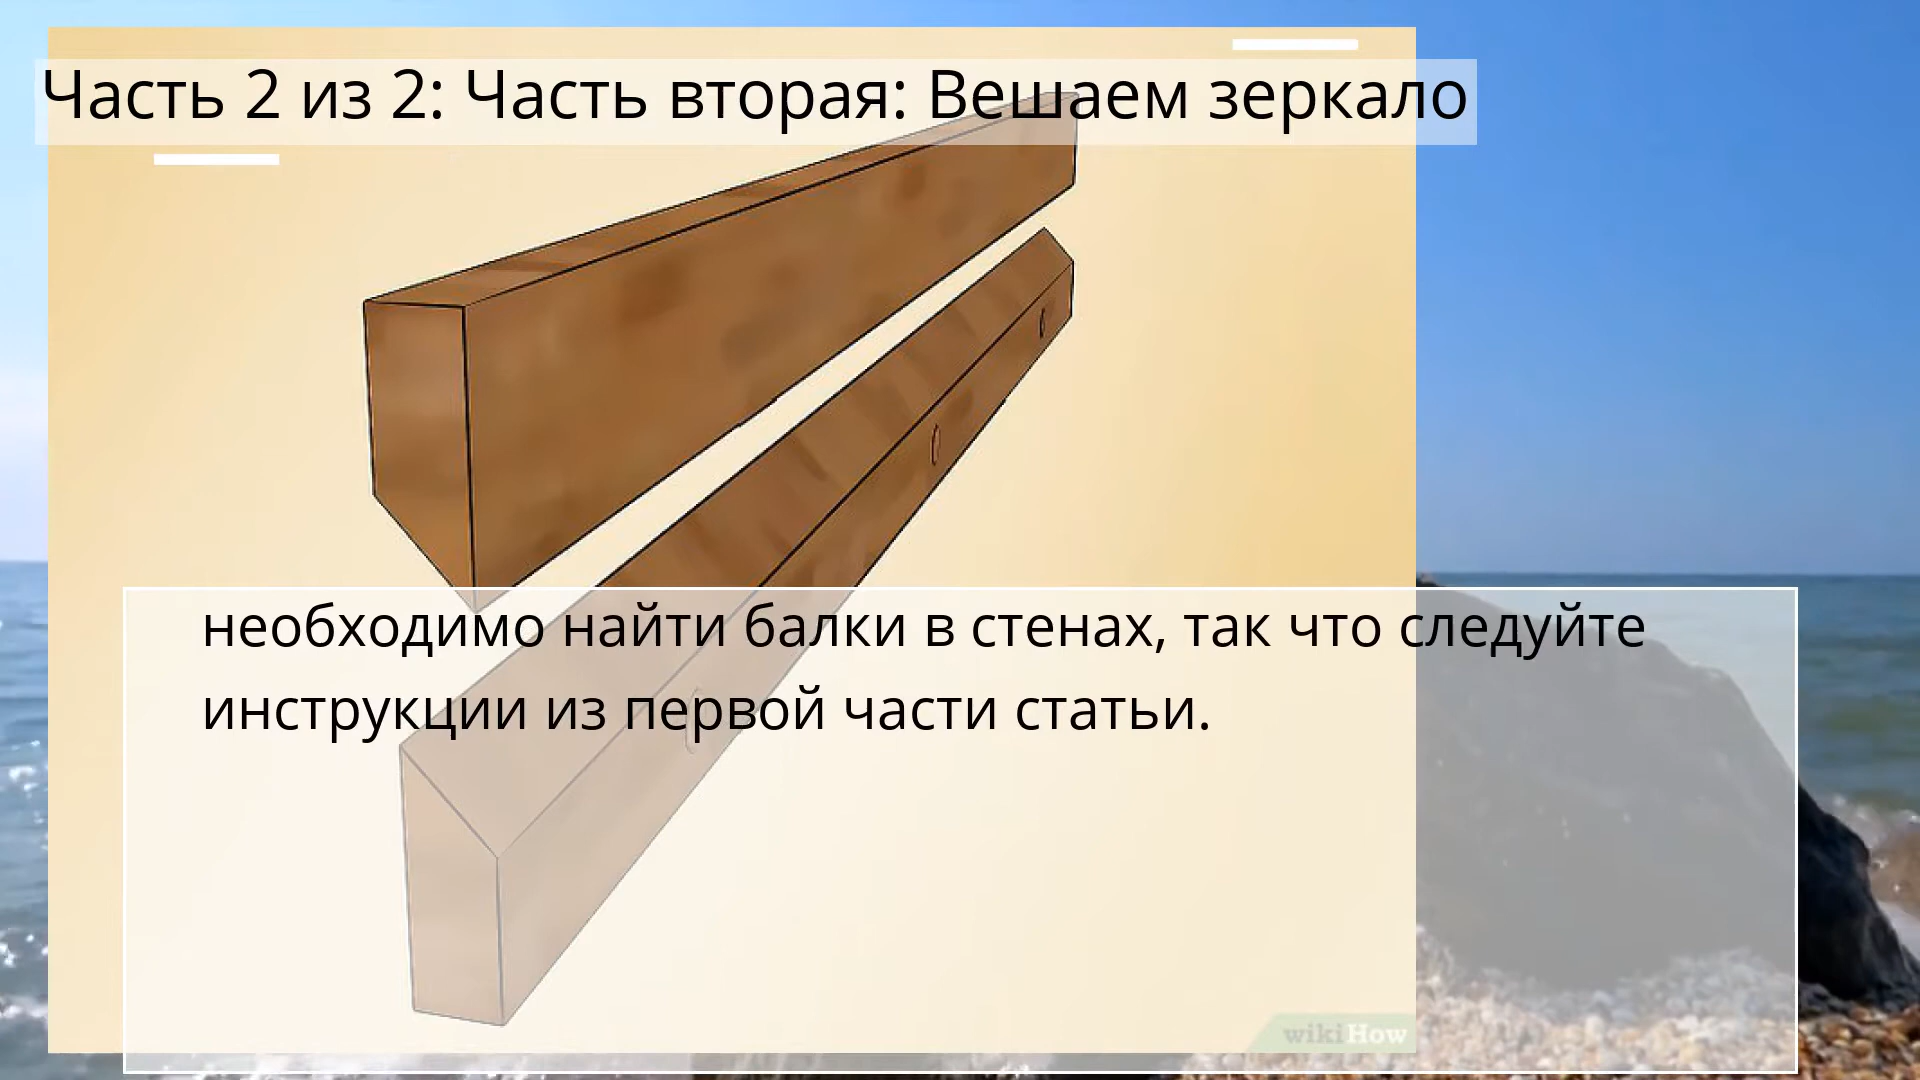 Часть 2 из 2: Часть вторая: Вешаем зеркало
необходимо найти балки в стенах, так что следуйте
инструкции из первой части статьи.
wikiHow